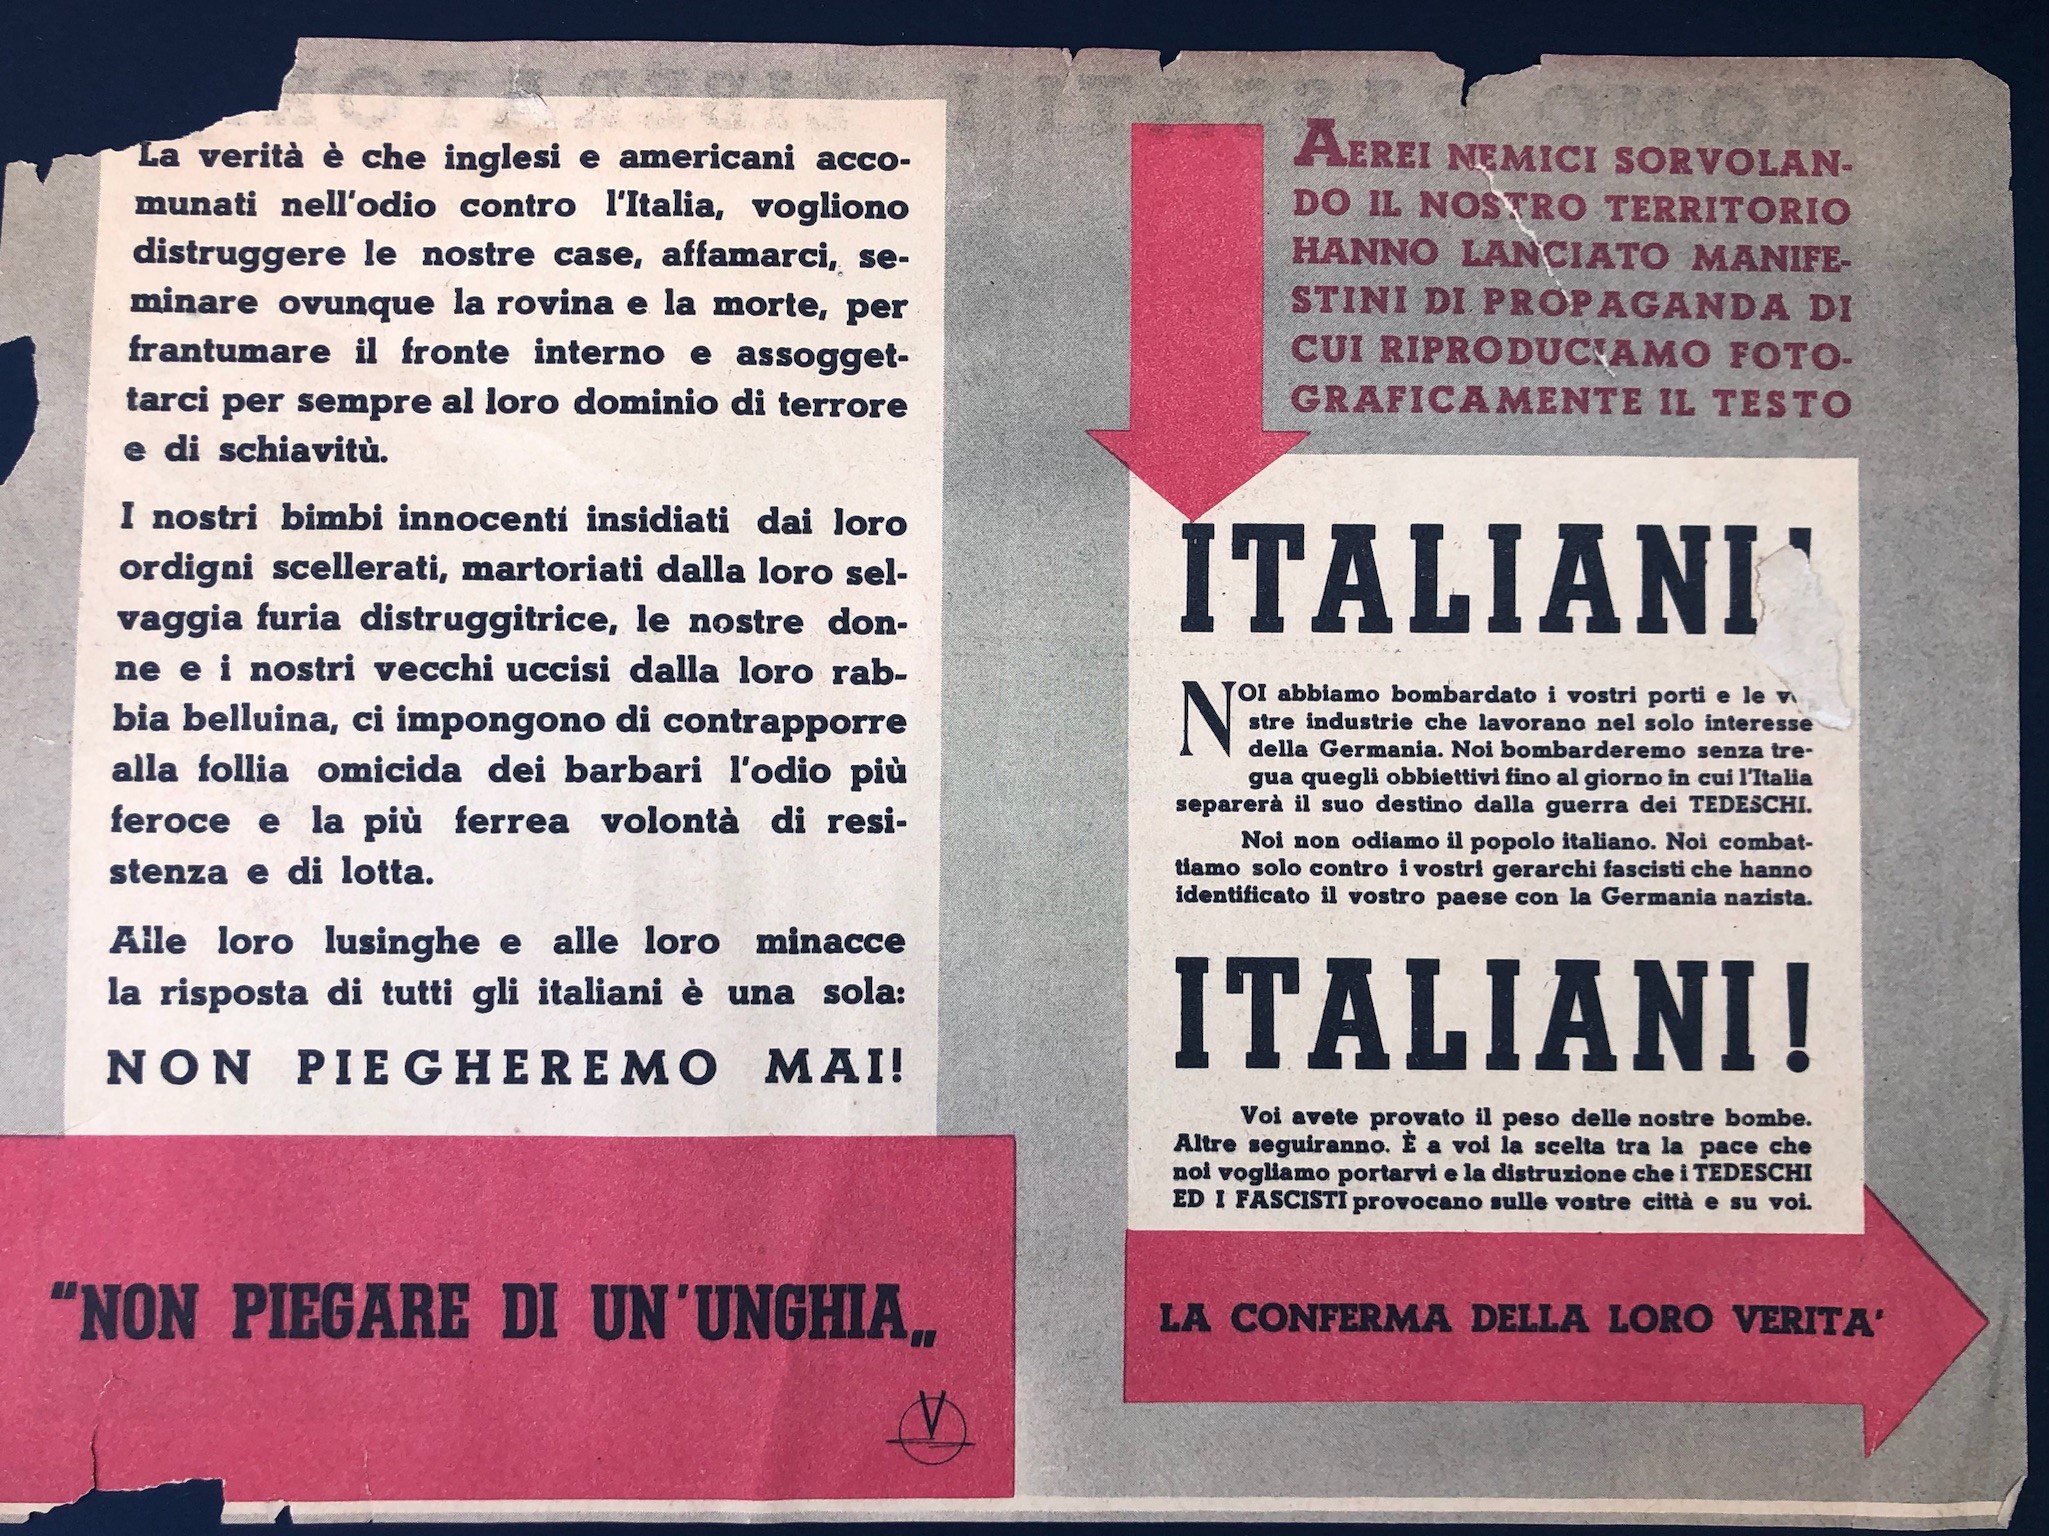 La verità è che inglesi e americani acco-
munati nell'odio contro l'Italia, vogliono
distruggere le nostre case, affamarci, se-
minare ovunque la rovina e la morte, per
frantumare il fronte interno e assogget-
tarci per sempre al loro dominio di terrore
e di schiavitù.
I nostri bimbi innocenti insidiati dai loro
ordigni scellerati, martoriati dalla loro sel-
vaggia furia distruggitrice, le nostre don-
ne e i nostri vecchi uccisi dalla loro rab-
bia belluina, ci impongono di contrapporre
alla follia omicida dei barbari l'odio più
feroce e la più ferrea volontà di resi-
stenza e di lotta.
Alle loro lusinghe e alle loro minacce
la risposta di tutti gli italiani è una sola:
NON PIEGHEREMO MAI!
"NON PIEGARE DI UN'UNGHIA„
V
AEREI NEMICI SORVOLAN-
DO IL NOSTRO TERRITORIO
HANNO LANCIATO MANIFE-
STINI DI PROPAGANDA DI
CUI RIPRODUCIAMO FOTO-
GRAFICAMENTE IL TESTO
ITALIANI!
NOI abbiamo bombardato i vostri porti e le vo-
stre industrie che lavorano nel solo interesse
della Germania. Noi bombarderemo senza tre-
gua quegli obbiettivi fino al giorno in cui l'Italia
separerà il suo destino dalla guerra dei TEDESCHI.
Noi non odiamo il popolo italiano. Noi combat-
tiamo solo contro i vostri gerarchi fascisti che hanno
identificato il vostro paese con la Germania nazista.
ITALIANI!
Voi avete provato il peso delle nostre bombe.
Altre seguiranno. È a voi la scelta tra la pace che
noi vogliamo portarvi e la distruzione che i TEDESCHI
ED I FASCISTI provocano sulle vostre città e su voi.
LA CONFERMA DELLA LORO VERITA'